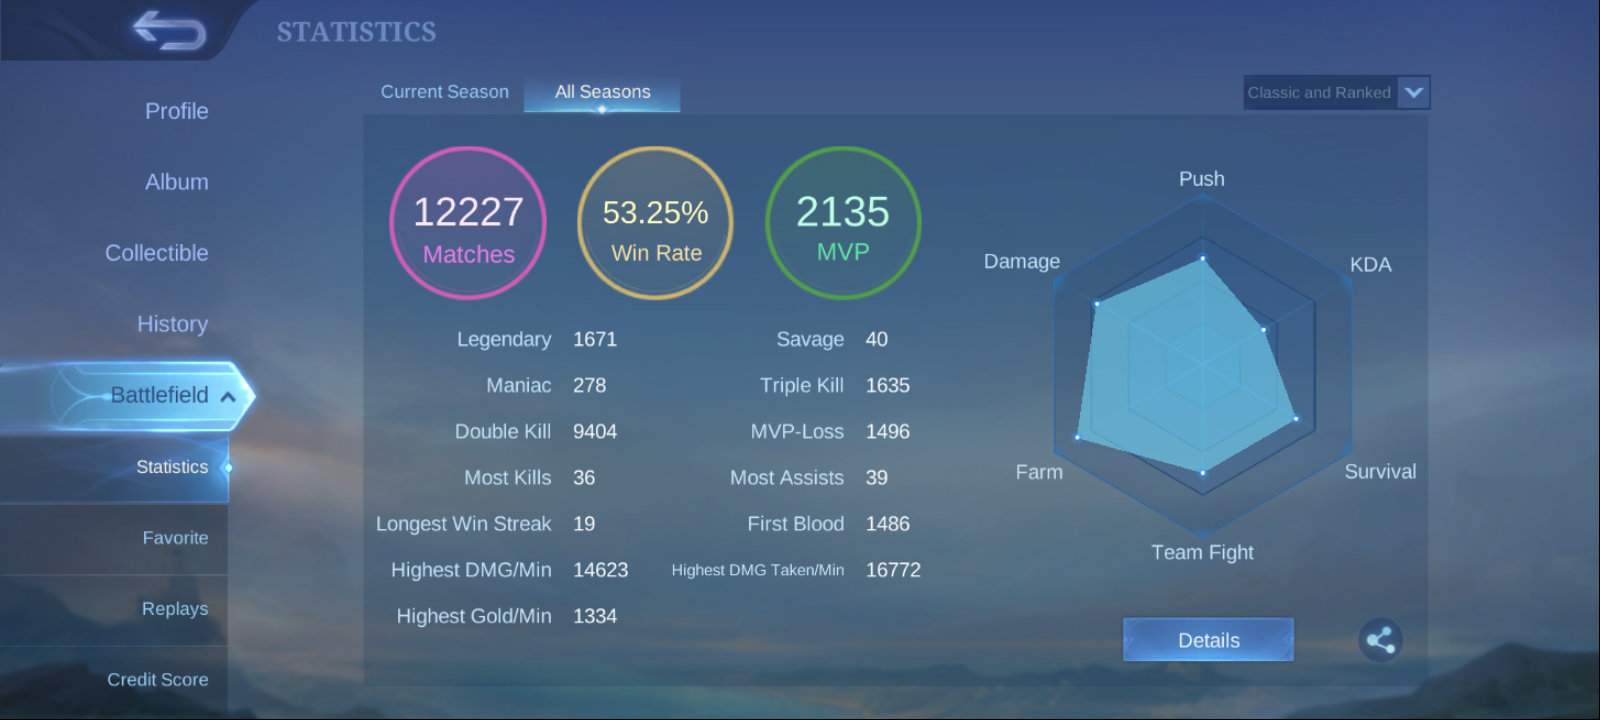 STATISTICS
Profile
Album
Collectible
History
Battlefield
Statistics
Favorite
Replays
Credit Score
Current Season
All Seasons
Classic and Ranked
12227
Matches
53.25%
Win Rate
2135
MVP
Legendary 1671
Savage 40
Maniac 278
Triple Kill 1635
Double Kill 9404
MVP-Loss 1496
Most Kills 36
Most Assists 39
Longest Win Streak 19
First Blood 1486
Highest DMG/Min 14623
Highest DMG Taken/Min 16772
Highest Gold/Min 1334
Push
Damage
KDA
Farm
Survival
Team Fight
Details